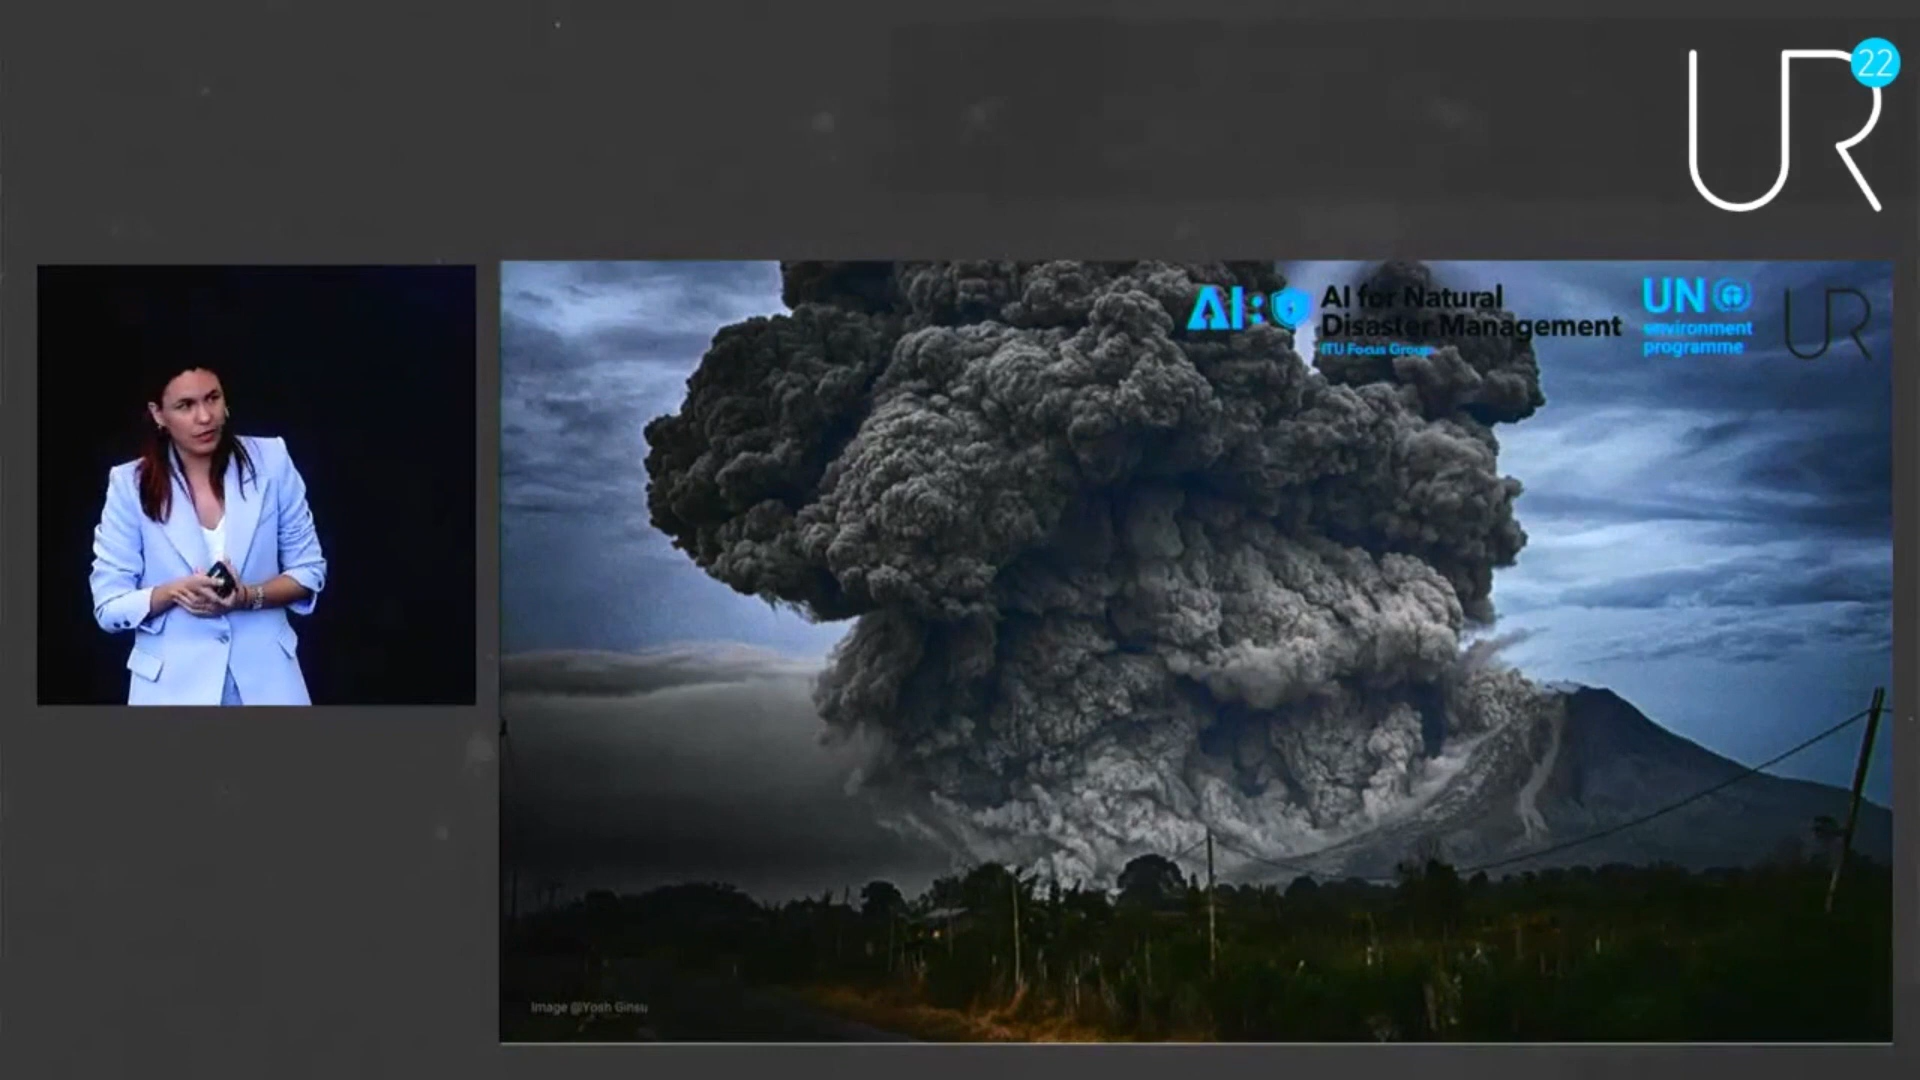 UR
22
AI:
AI for Natural
Disaster Management
ITU Focus Group
UN
environment
programme
UR
Image @Yosh Ginsu